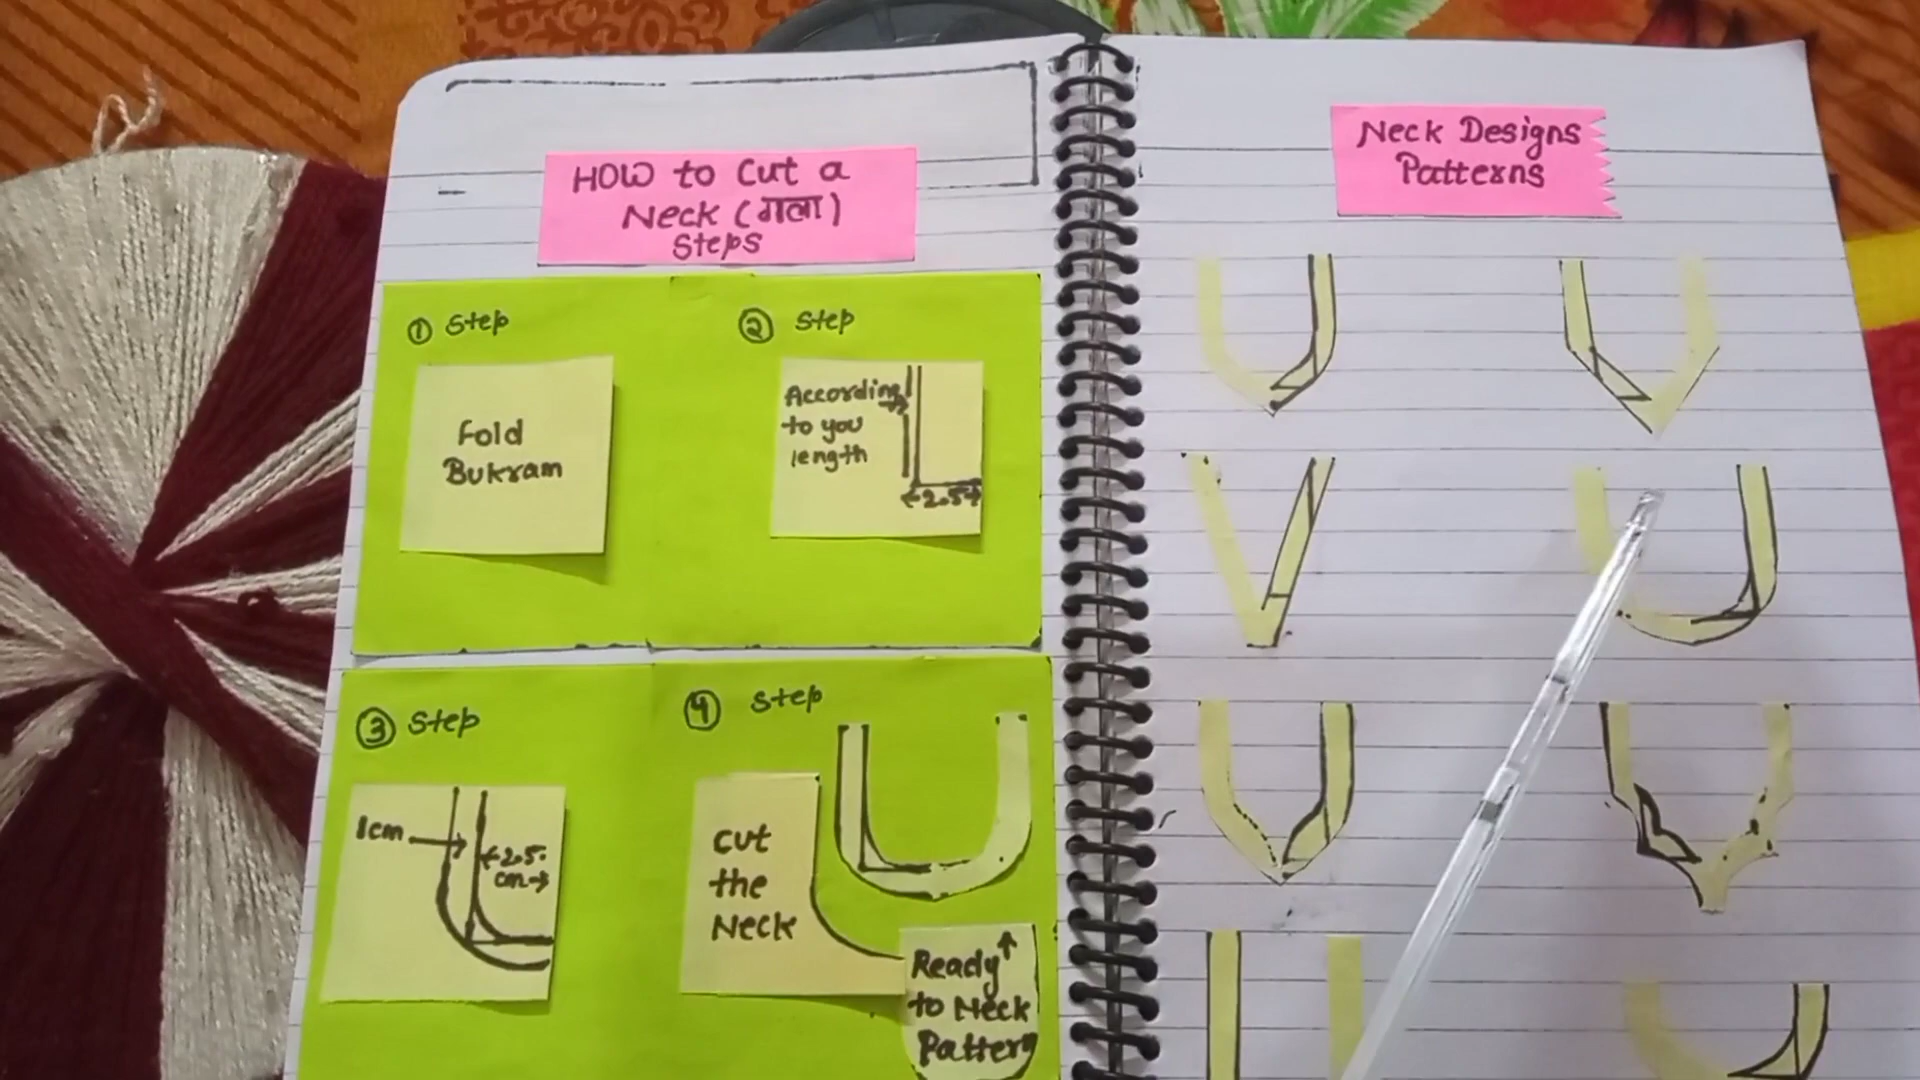 How to Cut a
Neck (गला)
Steps
① Step
Fold
Bukram
② Step
According
to you
length
2.5
③ Step
1cm
2.5
cm
④ Step
Cut
the
Neck
Ready
to Neck
Pattern
Neck Designs
Patterns